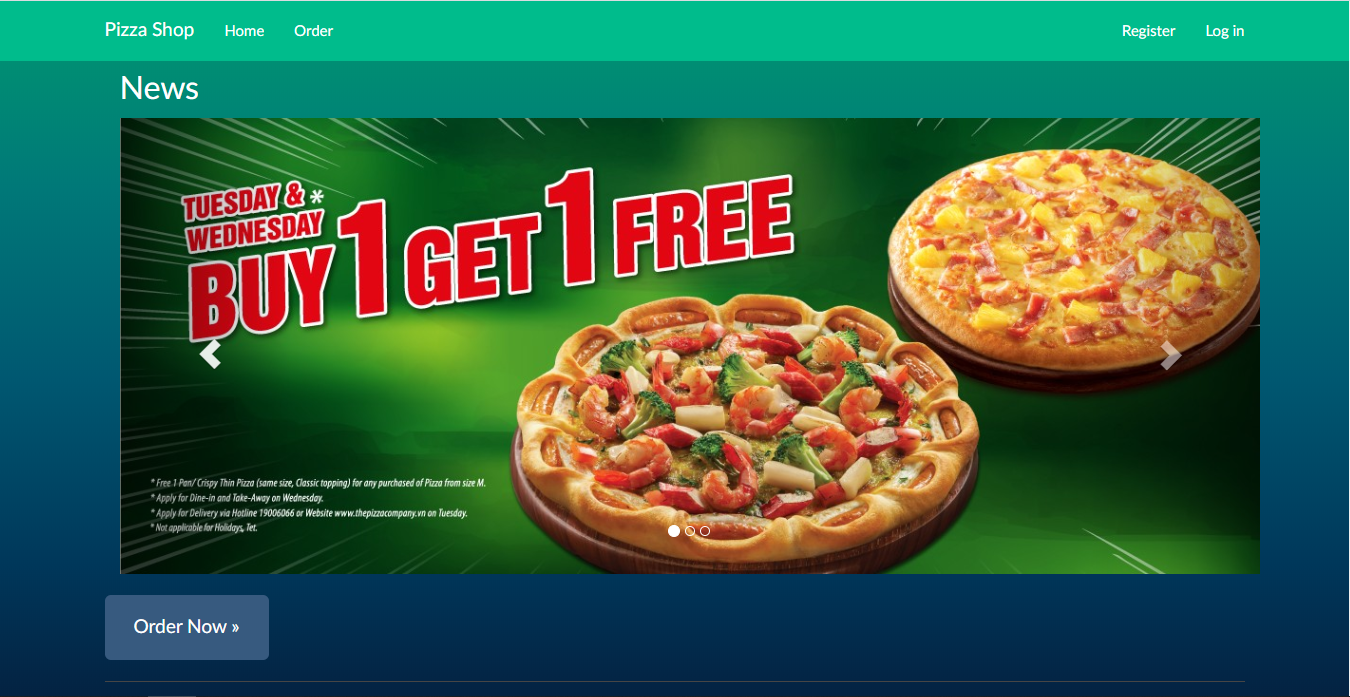 Pizza Shop Home Order Register Log in
News
TUESDAY & *
WEDNESDAY
BUY 1 GET 1 FREE
* Free 1 Pan/ Crispy Thin Pizza (same size, Classic topping) for any purchased of Pizza from size M.
* Apply for Dine-in and Take-Away on Wednesday.
* Apply for Delivery via Hotline 19006066 or Website www.thepizzacompany.vn on Tuesday.
* Not applicable for Holidays, Tet.
Order Now »